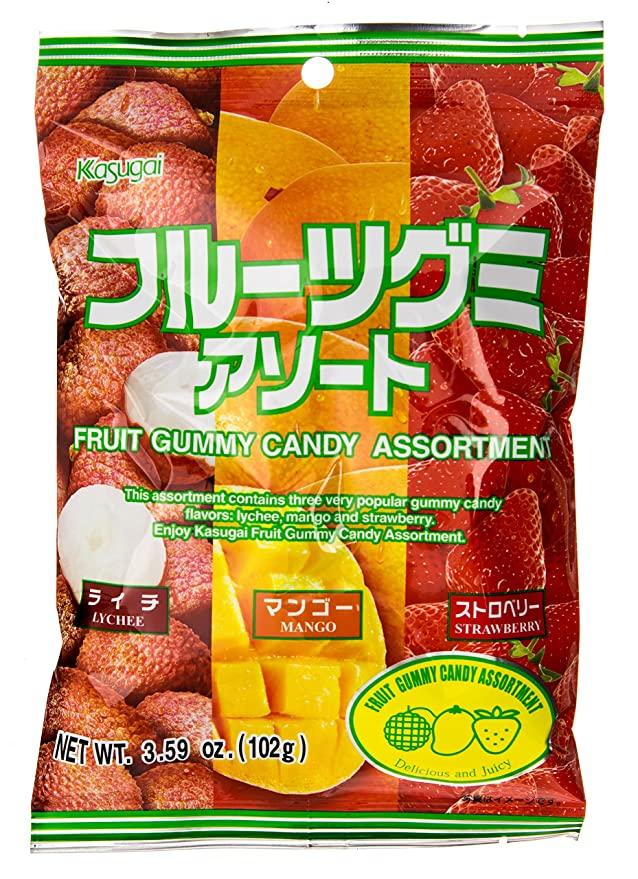 Kasugai
フルーツグミ
アソート
FRUIT GUMMY CANDY ASSORTMENT
This assortment contains three very popular gummy candy
flavors: lychee, mango and strawberry.
Enjoy Kasugai Fruit Gummy Candy Assortment.
ライチ
LYCHEE
マンゴー
MANGO
ストロベリー
STRAWBERRY
FRUIT GUMMY CANDY ASSORTMENT
Delicious and Juicy
NET WT. 3.59 oz. (102g)